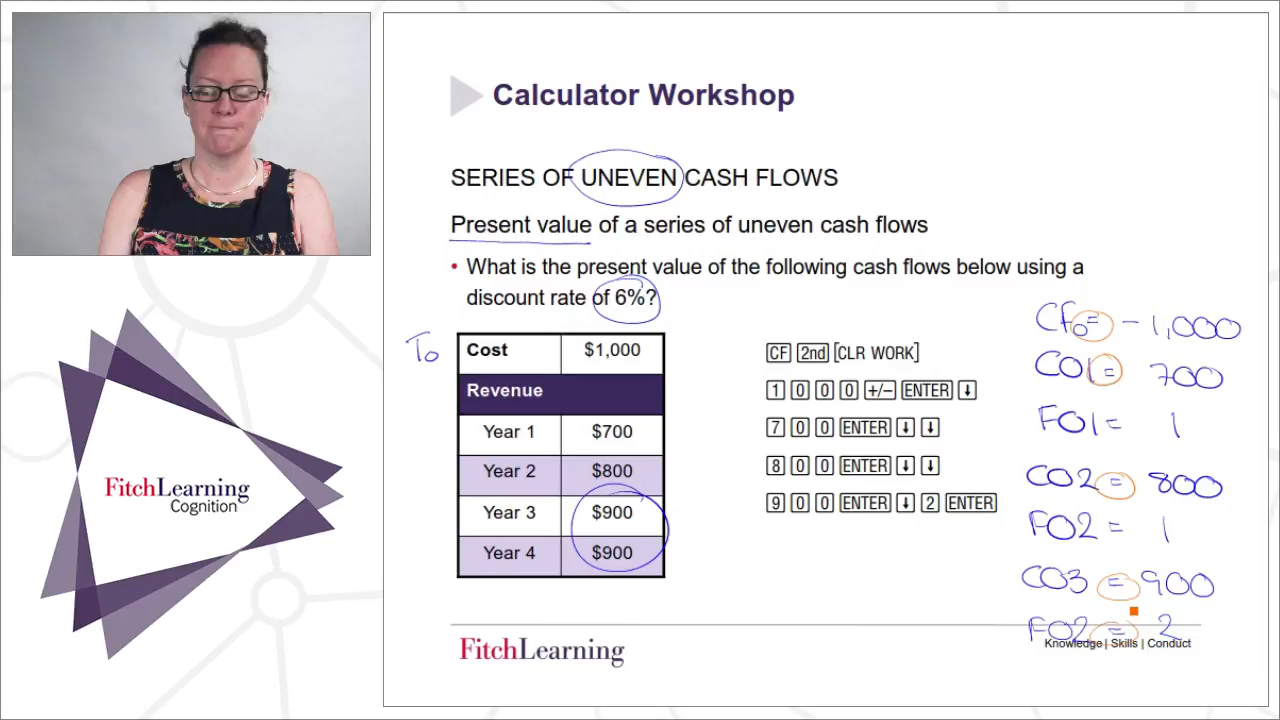 Calculator Workshop
SERIES OF UNEVEN CASH FLOWS
Present value of a series of uneven cash flows
• What is the present value of the following cash flows below using a
discount rate of 6%?
T0
Cost $1,000
Revenue
Year 1 $700
Year 2 $800
Year 3 $900
Year 4 $900
CF 2nd [CLR WORK]
1 0 0 0 +/− ENTER ↓
7 0 0 ENTER ↓ ↓
8 0 0 ENTER ↓ ↓
9 0 0 ENTER ↓ 2 ENTER
CF0 = −1,000
C01 = 700
F01 = 1
C02 = 800
F02 = 1
C03 = 900
F02 = 2
FitchLearning
Cognition
FitchLearning
Knowledge | Skills | Conduct